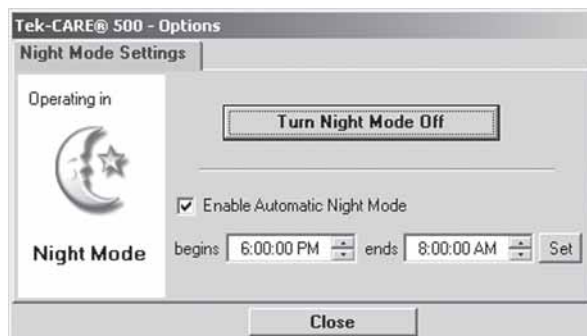 Tek-CARE® 500 - Options
Night Mode Settings
Operating in
Night Mode
Turn Night Mode Off
Enable Automatic Night Mode
begins 6:00:00 PM ends 8:00:00 AM Set
Close